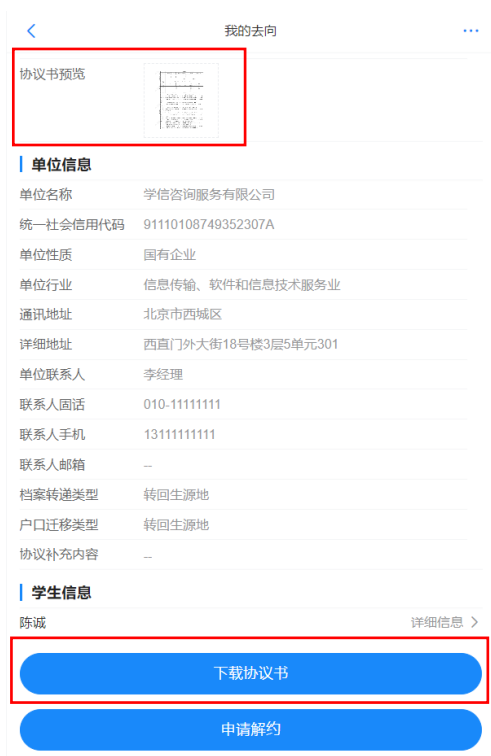 我的去向
协议书预览
单位信息
单位名称 学信咨询服务有限公司
统一社会信用代码 91110108749352307A
单位性质 国有企业
单位行业 信息传输、软件和信息技术服务业
通讯地址 北京市西城区
详细地址 西直门外大街18号楼3层5单元301
单位联系人 李经理
联系人固话 010-11111111
联系人手机 13111111111
联系人邮箱 --
档案转递类型 转回生源地
户口迁移类型 转回生源地
协议补充内容 --
学生信息
陈诚 详细信息
下载协议书
申请解约